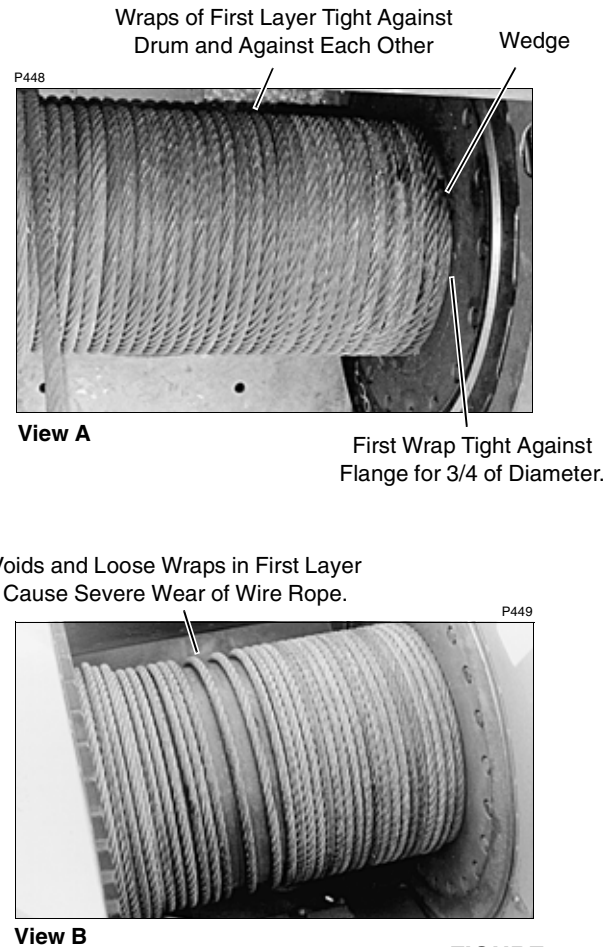 Wraps of First Layer Tight Against
Drum and Against Each Other
Wedge
P448
View A
First Wrap Tight Against
Flange for 3/4 of Diameter.
Voids and Loose Wraps in First Layer
Cause Severe Wear of Wire Rope.
P449
View B